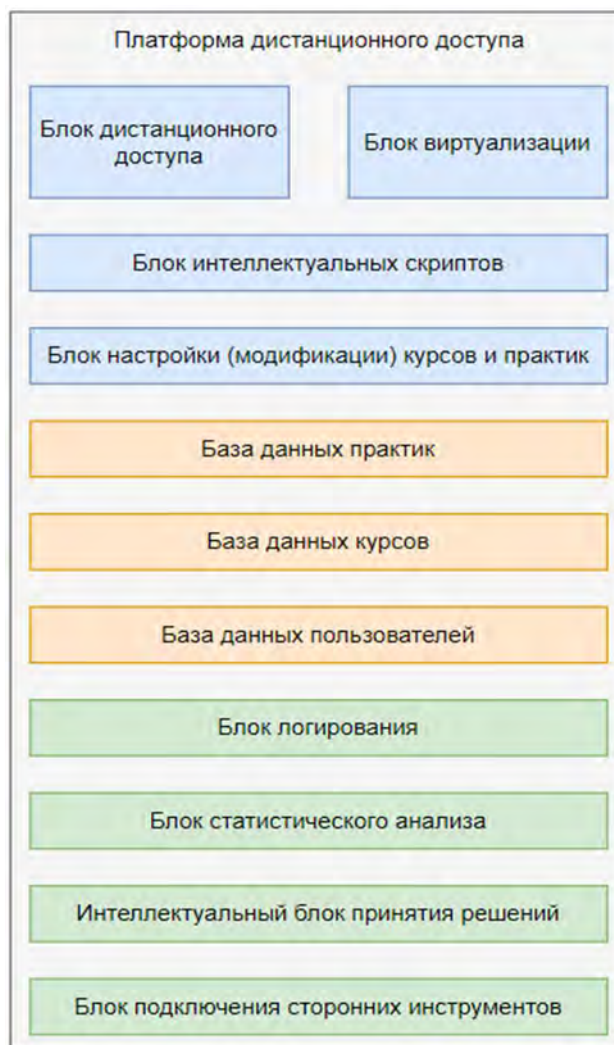 Платформа дистанционного доступа
Блок дистанционного
доступа
Блок виртуализации
Блок интеллектуальных скриптов
Блок настройки (модификации) курсов и практик
База данных практик
База данных курсов
База данных пользователей
Блок логирования
Блок статистического анализа
Интеллектуальный блок принятия решений
Блок подключения сторонних инструментов